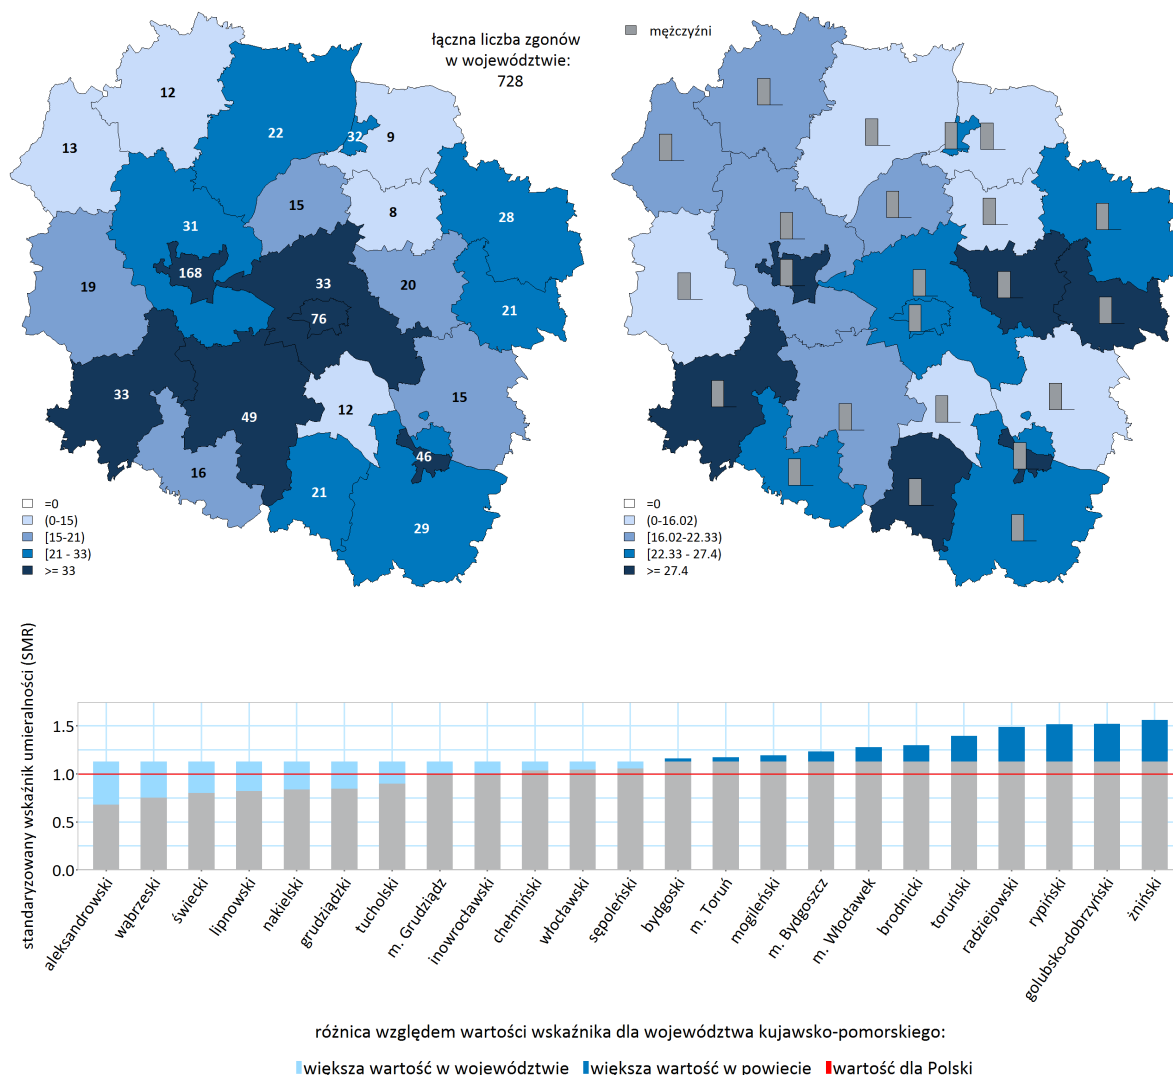 łączna liczba zgonów
w województwie:
728
12
13
22
32
9
15
8
28
31
168
19
33
20
76
21
33
49
12
15
46
16
21
29
=0
(0-15)
[15-21)
[21 - 33)
>= 33
mężczyźni
=0
(0-16.02)
[16.02-22.33)
[22.33 - 27.4)
>= 27.4
standaryzowany wskaźnik umieralności (SMR)
1.5
1.0
0.5
0.0
aleksandrowski
wąbrzeski
świecki
lipnowski
nakielski
grudziadzki
tucholski
m. Grudziądz
inowrocławski
chełmiński
włocławski
sępoleński
bydgoski
m. Toruń
mogileński
m. Bydgoszcz
m. Włocławek
brodnicki
toruński
radziejowski
rypiński
golubsko-dobrzyński
żniński
różnica względem wartości wskaźnika dla województwa kujawsko-pomorskiego:
większa wartość w województwie większa wartość w powiecie wartość dla Polski